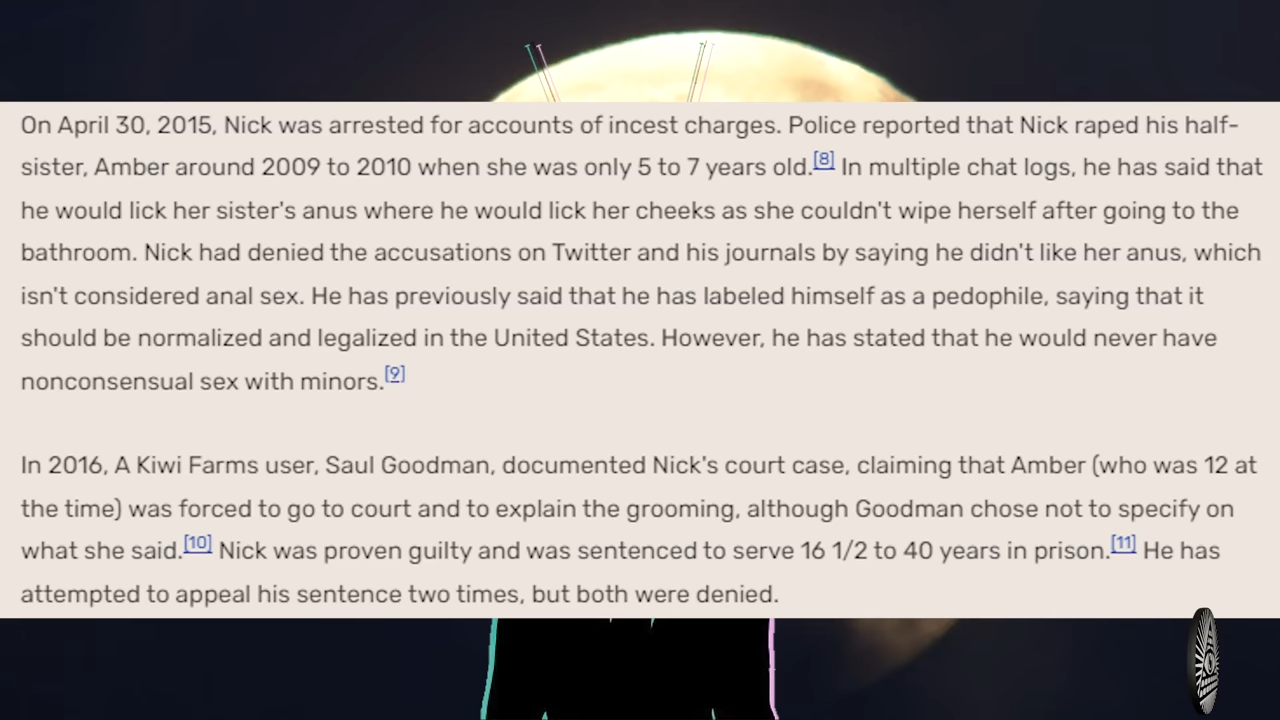 On April 30, 2015, Nick was arrested for accounts of incest charges. Police reported that Nick raped his half-
sister, Amber around 2009 to 2010 when she was only 5 to 7 years old.[8] In multiple chat logs, he has said that
he would lick her sister's anus where he would lick her cheeks as she couldn't wipe herself after going to the
bathroom. Nick had denied the accusations on Twitter and his journals by saying he didn't like her anus, which
isn't considered anal sex. He has previously said that he has labeled himself as a pedophile, saying that it
should be normalized and legalized in the United States. However, he has stated that he would never have
nonconsensual sex with minors.[9]
In 2016, A Kiwi Farms user, Saul Goodman, documented Nick's court case, claiming that Amber (who was 12 at
the time) was forced to go to court and to explain the grooming, although Goodman chose not to specify on
what she said.[10] Nick was proven guilty and was sentenced to serve 16 1/2 to 40 years in prison.[11] He has
attempted to appeal his sentence two times, but both were denied.